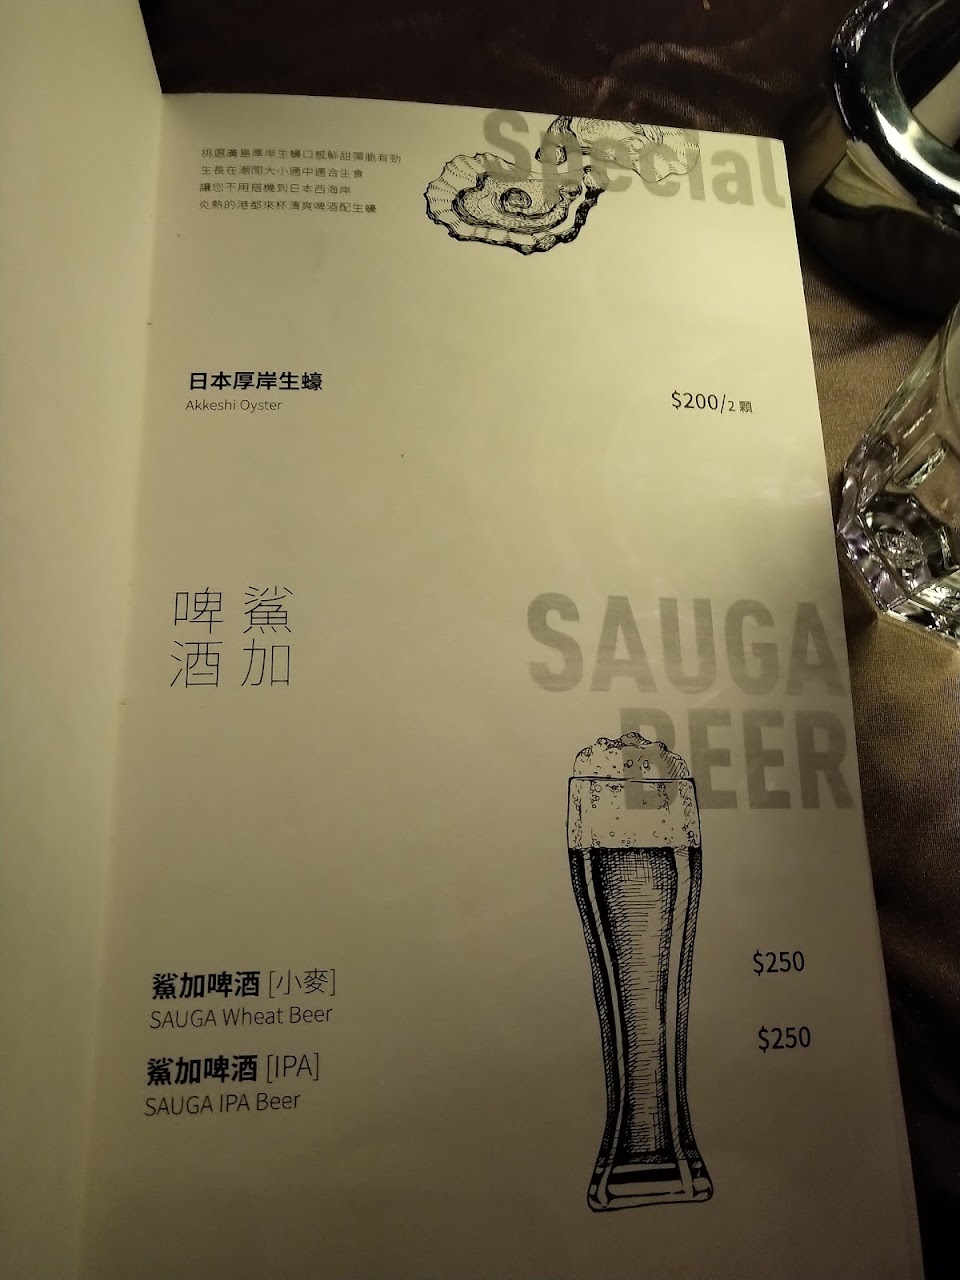 Special
挑選廣島厚岸生蠔口感鮮甜彈脆有勁
生長在潮間大小適中適合生食
讓您不用搭機到日本西海岸
炎熱的港都來杯清爽啤酒配生蠔
日本厚岸生蠔
Akkeshi Oyster
$200/2 顆
鯊加
啤酒
SAUGA
BEER
鯊加啤酒 [小麥]
SAUGA Wheat Beer
$250
鯊加啤酒 [IPA]
SAUGA IPA Beer
$250